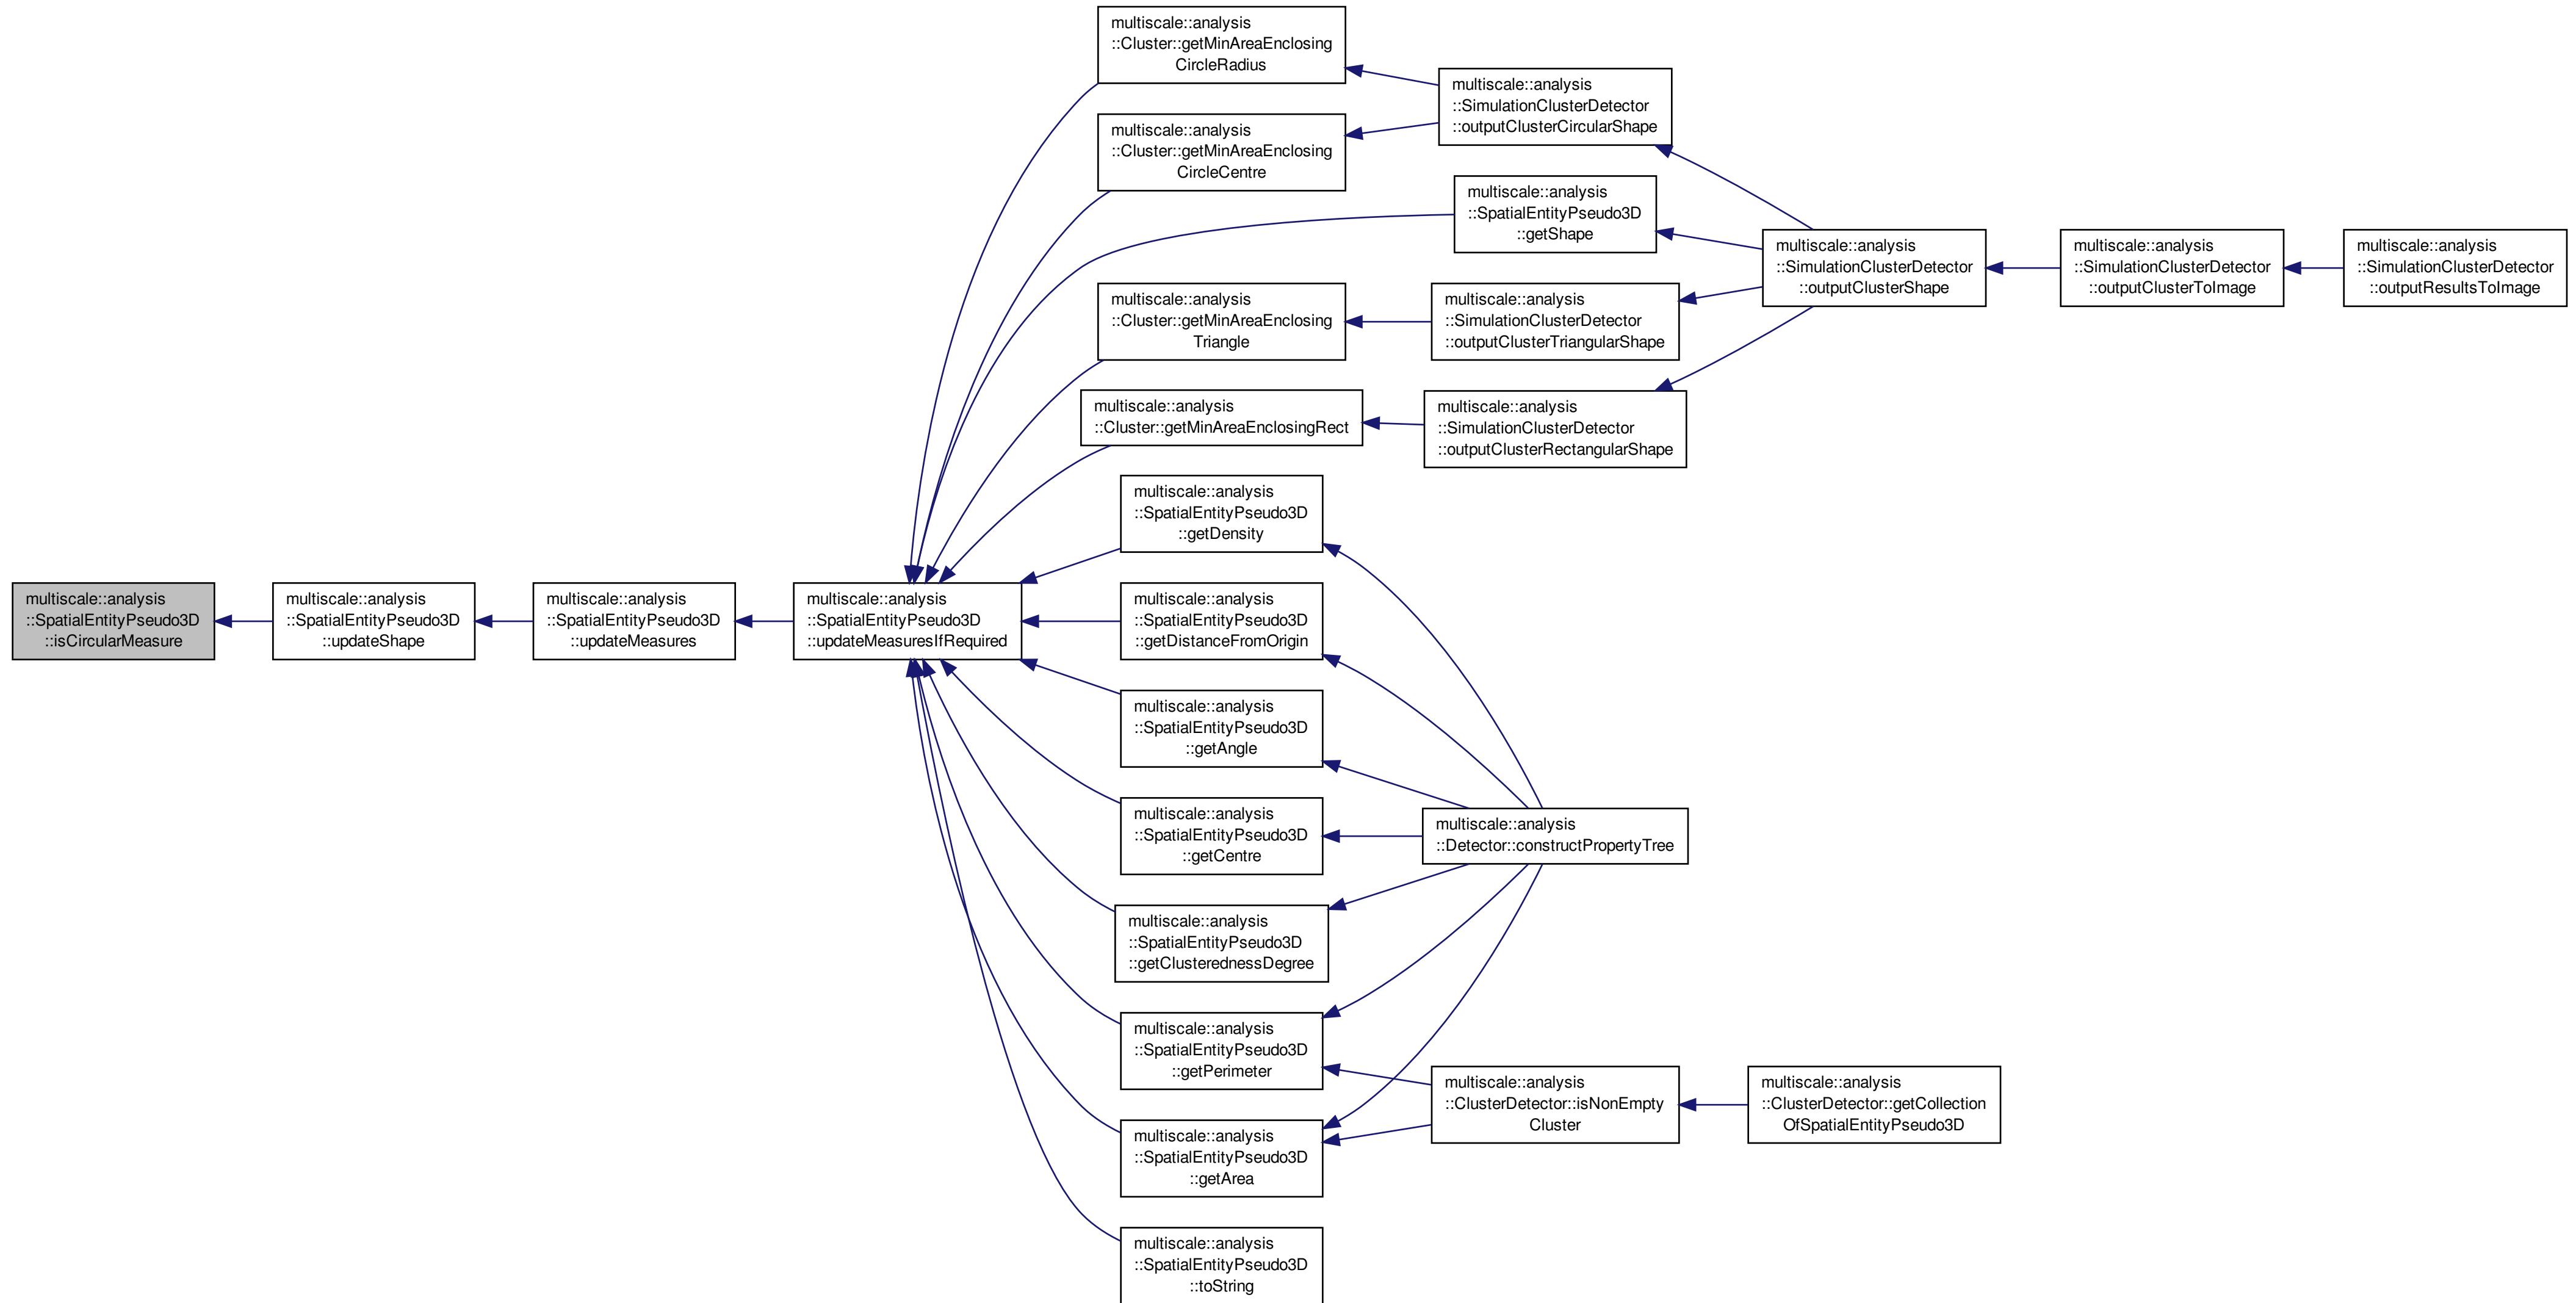 multiscale::analysis
::Cluster::getMinAreaEnclosing
CircleRadius
multiscale::analysis
::SimulationClusterDetector
::outputClusterCircularShape
multiscale::analysis
::Cluster::getMinAreaEnclosing
CircleCentre
multiscale::analysis
::SpatialEntityPseudo3D
::getShape
multiscale::analysis
::SimulationClusterDetector
::outputClusterShape
multiscale::analysis
::SimulationClusterDetector
::outputClusterToImage
multiscale::analysis
::SimulationClusterDetector
::outputResultsToImage
multiscale::analysis
::Cluster::getMinAreaEnclosing
Triangle
multiscale::analysis
::SimulationClusterDetector
::outputClusterTriangularShape
multiscale::analysis
::Cluster::getMinAreaEnclosingRect
multiscale::analysis
::SimulationClusterDetector
::outputClusterRectangularShape
multiscale::analysis
::SpatialEntityPseudo3D
::getDensity
multiscale::analysis
::SpatialEntityPseudo3D
::isCircularMeasure
multiscale::analysis
::SpatialEntityPseudo3D
::updateShape
multiscale::analysis
::SpatialEntityPseudo3D
::updateMeasures
multiscale::analysis
::SpatialEntityPseudo3D
::updateMeasuresIfRequired
multiscale::analysis
::SpatialEntityPseudo3D
::getDistanceFromOrigin
multiscale::analysis
::SpatialEntityPseudo3D
::getAngle
multiscale::analysis
::SpatialEntityPseudo3D
::getCentre
multiscale::analysis
::Detector::constructPropertyTree
multiscale::analysis
::SpatialEntityPseudo3D
::getClusterednessDegree
multiscale::analysis
::SpatialEntityPseudo3D
::getPerimeter
multiscale::analysis
::ClusterDetector::isNonEmpty
Cluster
multiscale::analysis
::ClusterDetector::getCollection
OfSpatialEntityPseudo3D
multiscale::analysis
::SpatialEntityPseudo3D
::getArea
multiscale::analysis
::SpatialEntityPseudo3D
::toString